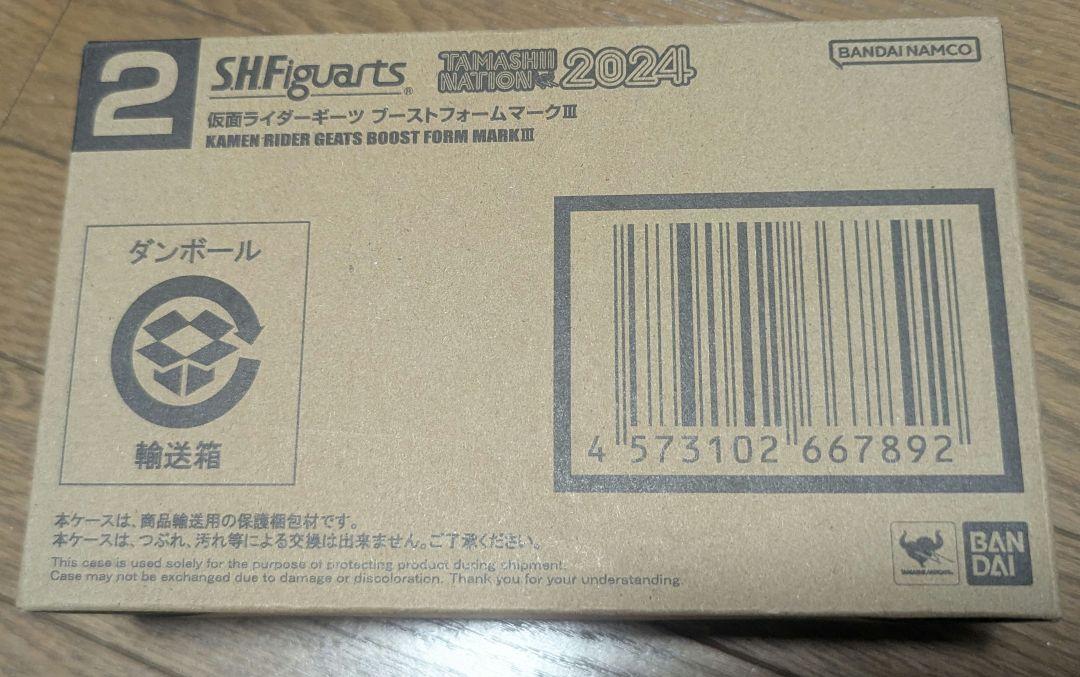 2
S.H.Figuarts®
TAMASHII
NATION 2024
BANDAI NAMCO
仮面ライダーギーツ ブーストフォームマークⅢ
KAMEN RIDER GEATS BOOST FORM MARKⅢ
ダンボール
輸送箱
4 573102 667892
本ケースは、商品輸送用の保護梱包材です。
本ケースは、つぶれ、汚れ等による交換は出来ません。ご了承ください。
This case is used solely for the purpose of protecting product during shipment.
Case may not be exchanged due to damage or discoloration. Thank you for your understanding.
TAMASHII NATIONS
BAN
DAI